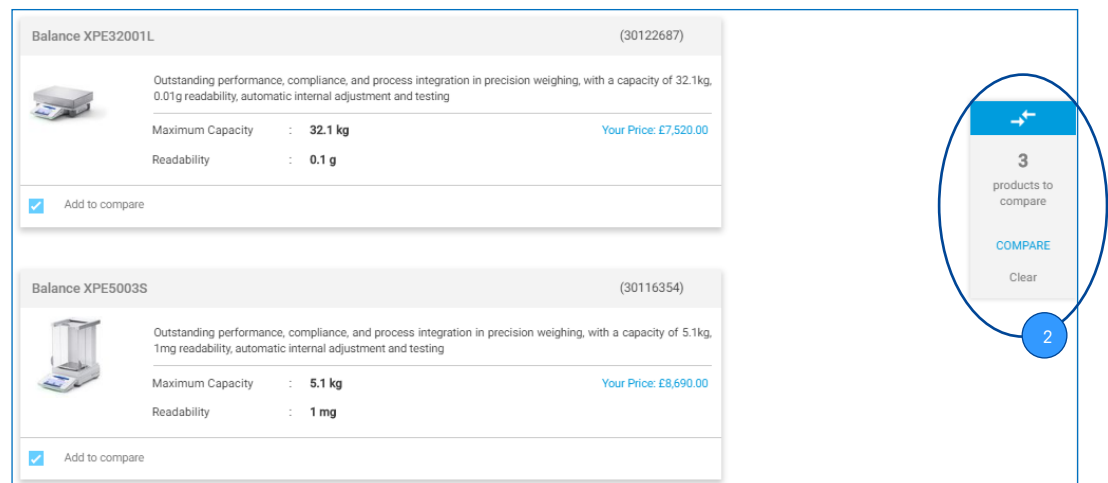 Balance XPE32001L (30122687)
Outstanding performance, compliance, and process integration in precision weighing, with a capacity of 32.1kg,
0.01g readability, automatic internal adjustment and testing
Maximum Capacity : 32.1 kg Your Price: £7,520.00
Readability : 0.1 g
Add to compare
Balance XPE5003S (30116354)
Outstanding performance, compliance, and process integration in precision weighing, with a capacity of 5.1kg,
1mg readability, automatic internal adjustment and testing
Maximum Capacity : 5.1 kg Your Price: £8,690.00
Readability : 1 mg
Add to compare
3
products to
compare
COMPARE
Clear
2